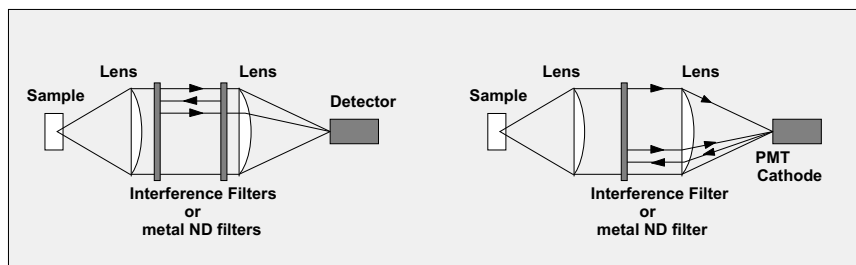 Lens
Lens
Sample
Detector
Interference Filters
or
metal ND filters
Lens
Lens
Sample
PMT
Cathode
Interference Filter
or
metal ND filter